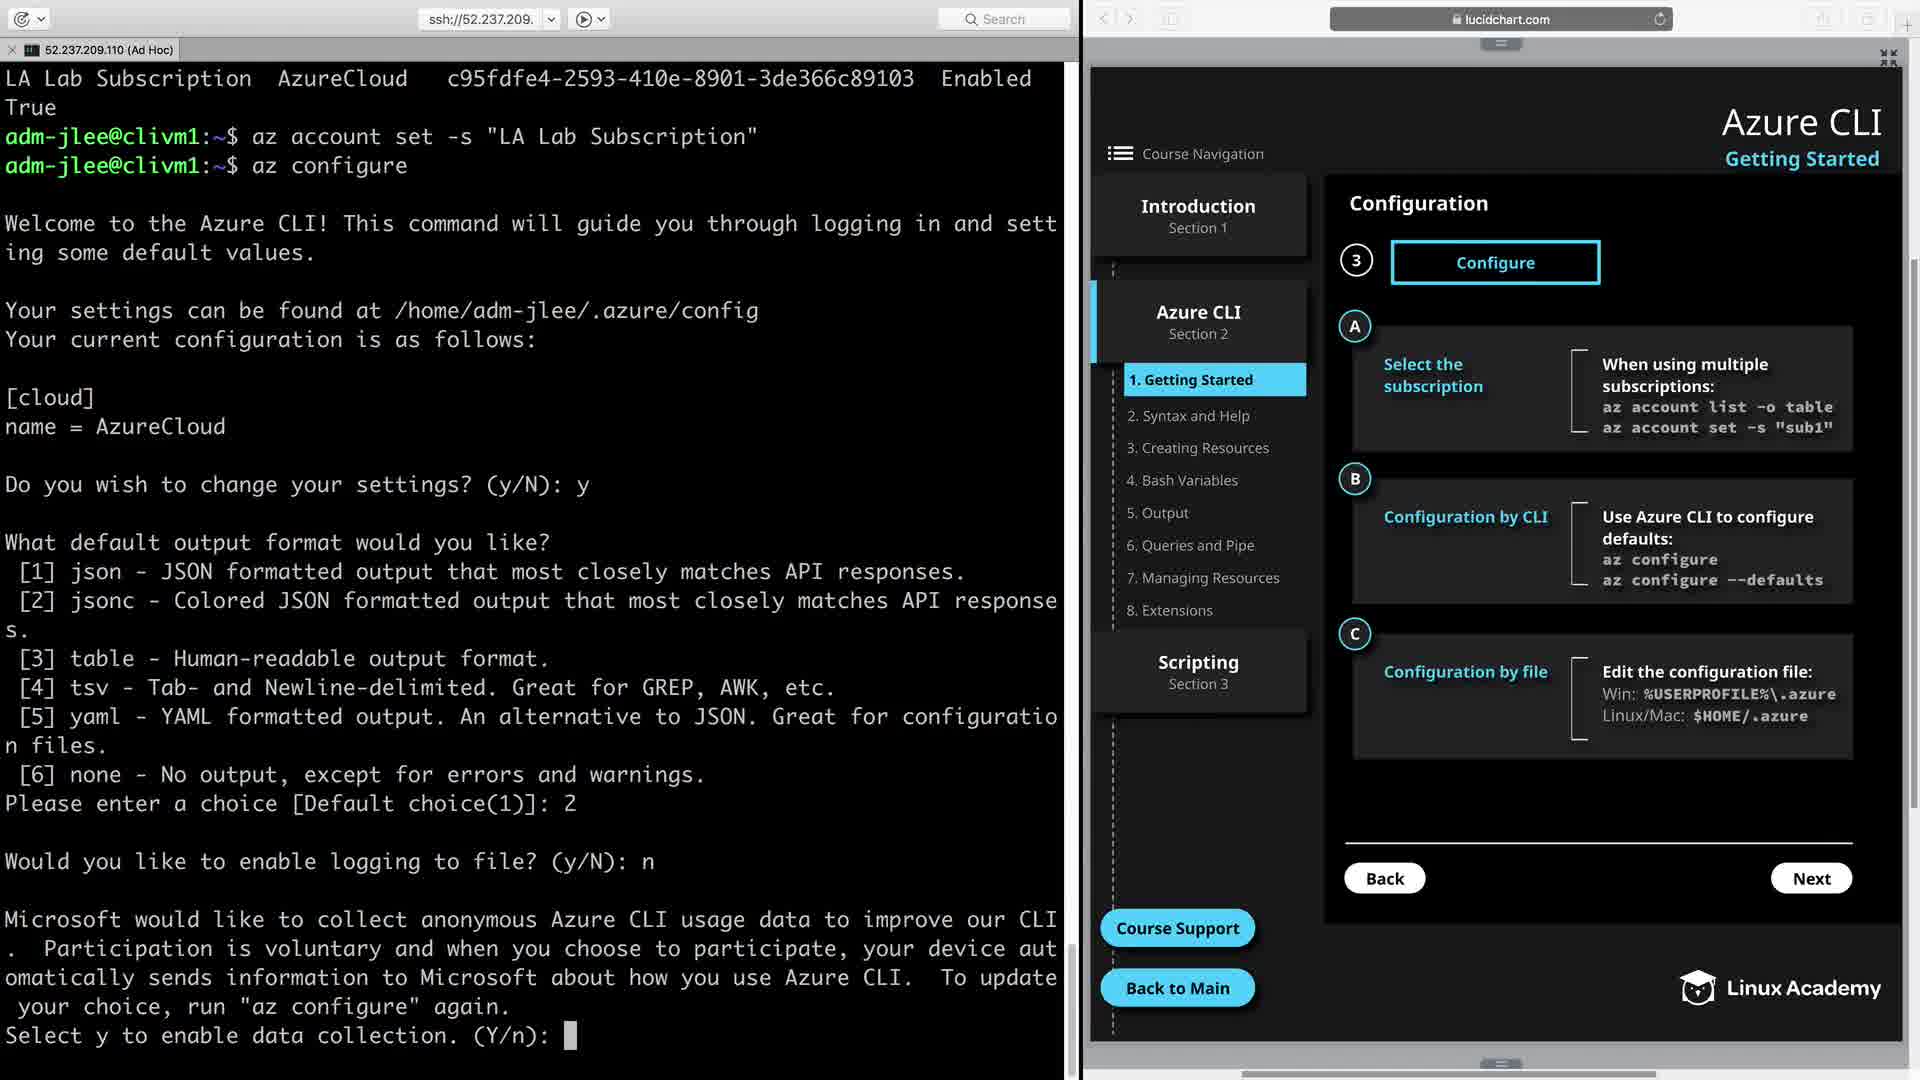 ssh://52.237.209.
Search
52.237.209.110 (Ad Hoc)
LA Lab Subscription  AzureCloud   c95fdfe4-2593-410e-8901-3de366c89103  Enabled
True
adm-jlee@clivm1:~$ az account set -s "LA Lab Subscription"
adm-jlee@clivm1:~$ az configure
Welcome to the Azure CLI! This command will guide you through logging in and sett
ing some default values.
Your settings can be found at /home/adm-jlee/.azure/config
Your current configuration is as follows:
[cloud]
name = AzureCloud
Do you wish to change your settings? (y/N): y
What default output format would you like?
[1] json - JSON formatted output that most closely matches API responses.
[2] jsonc - Colored JSON formatted output that most closely matches API response
s.
[3] table - Human-readable output format.
[4] tsv - Tab- and Newline-delimited. Great for GREP, AWK, etc.
[5] yaml - YAML formatted output. An alternative to JSON. Great for configuratio
n files.
[6] none - No output, except for errors and warnings.
Please enter a choice [Default choice(1)]: 2
Would you like to enable logging to file? (y/N): n
Microsoft would like to collect anonymous Azure CLI usage data to improve our CLI
.  Participation is voluntary and when you choose to participate, your device aut
omatically sends information to Microsoft about how you use Azure CLI.  To update
your choice, run "az configure" again.
Select y to enable data collection. (Y/n):
lucidchart.com
Azure CLI
Getting Started
Course Navigation
Introduction
Section 1
Azure CLI
Section 2
1. Getting Started
2. Syntax and Help
3. Creating Resources
4. Bash Variables
5. Output
6. Queries and Pipe
7. Managing Resources
8. Extensions
Scripting
Section 3
Course Support
Back to Main
Configuration
3
Configure
A
Select the
subscription
When using multiple
subscriptions:
az account list -o table
az account set -s "sub1"
B
Configuration by CLI
Use Azure CLI to configure
defaults:
az configure
az configure --defaults
C
Configuration by file
Edit the configuration file:
Win: %USERPROFILE%\.azure
Linux/Mac: $HOME/.azure
Back
Next
Linux Academy